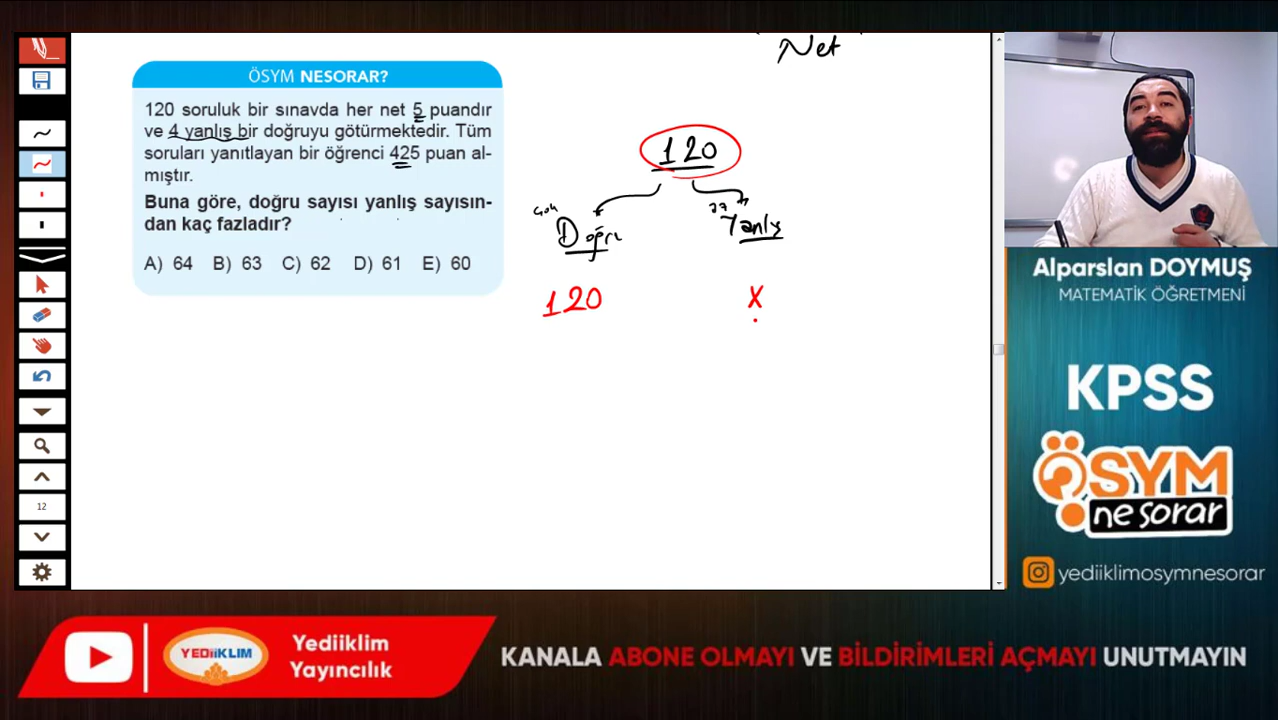 Net
ÖSYM NESORAR?
120 soruluk bir sınavda her net 5 puandır
ve 4 yanlış bir doğruyu götürmektedir. Tüm
soruları yanıtlayan bir öğrenci 425 puan al-
mıştır.
Buna göre, doğru sayısı yanlış sayısın-
dan kaç fazladır?
A) 64 B) 63 C) 62 D) 61 E) 60
120
Doğru
Yanlış
120
X
12
Alparslan DOYMUŞ
MATEMATİK ÖĞRETMENİ
KPSS
ÖSYM
ne sorar
yediiklimosymnesorar
YEDiiKLİM
Yediiklim
Yayıncılık
KANALA ABONE OLMAYI VE BİLDİRİMLERİ AÇMAYI UNUTMAYIN